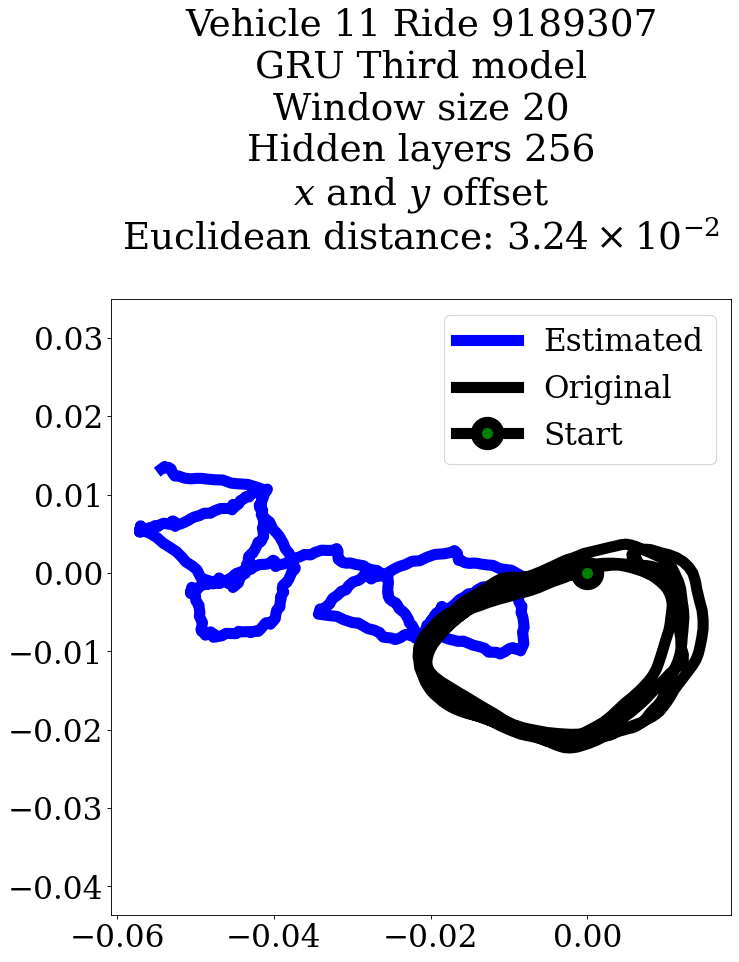 Vehicle 11 Ride 9189307
GRU Third model
Window size 20
Hidden layers 256
x and y offset
Euclidean distance: 3.24 × 10⁻²
Estimated
Original
Start
0.03
0.02
0.01
0.00
−0.01
−0.02
−0.03
−0.04
−0.06 −0.04 −0.02 0.00